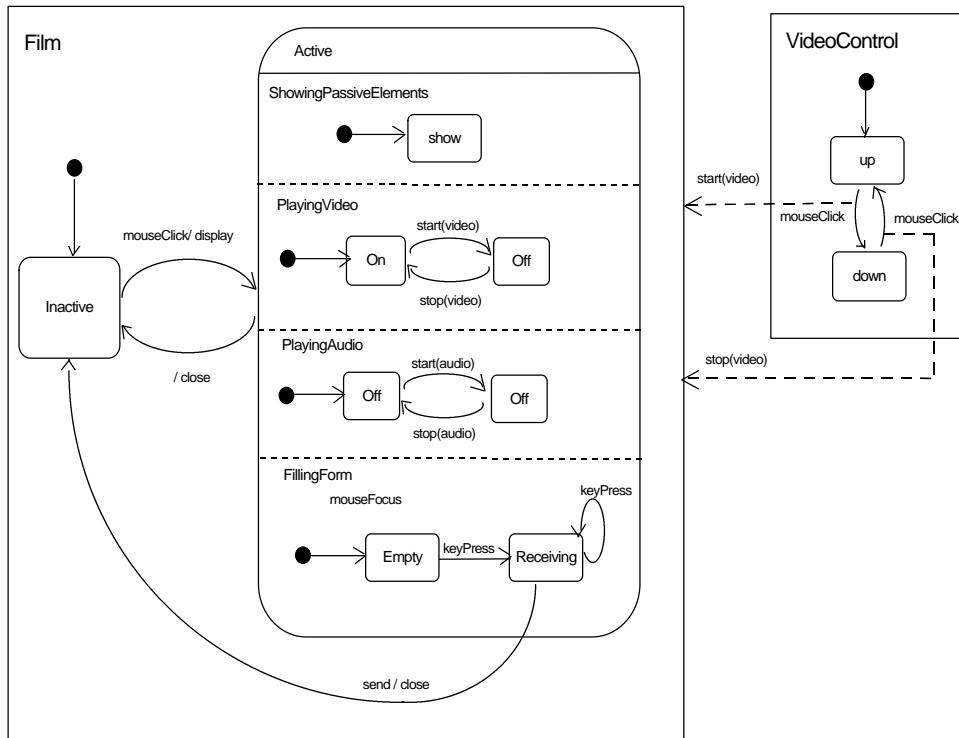 Film
VideoControl
Active
ShowingPassiveElements
show
up
start(video)
mouseClick
mouseClick
down
stop(video)
PlayingVideo
start(video)
On
Off
stop(video)
mouseClick/ display
Inactive
/ close
PlayingAudio
start(audio)
Off
Off
stop(audio)
FillingForm
mouseFocus
keyPress
Empty
keyPress
Receiving
send / close